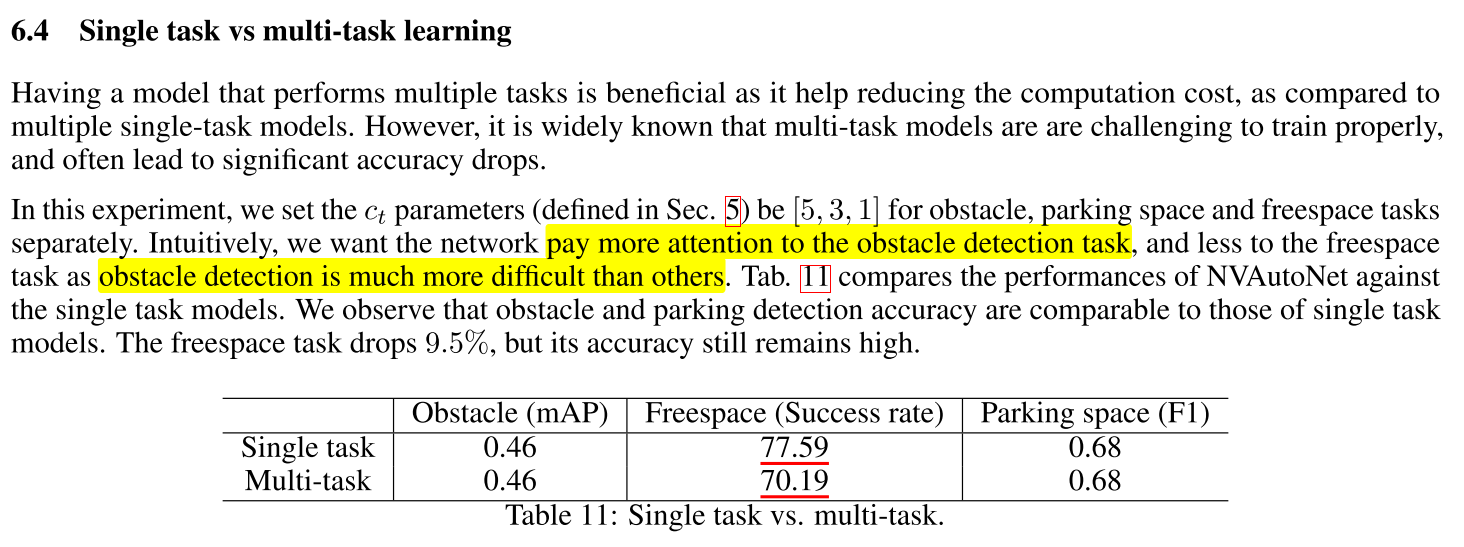 6.4 Single task vs multi-task learning
Having a model that performs multiple tasks is beneficial as it help reducing the computation cost, as compared to
multiple single-task models. However, it is widely known that multi-task models are are challenging to train properly,
and often lead to significant accuracy drops.
In this experiment, we set the c_t parameters (defined in Sec. 5) be [5, 3, 1] for obstacle, parking space and freespace tasks
separately. Intuitively, we want the network pay more attention to the obstacle detection task, and less to the freespace
task as obstacle detection is much more difficult than others. Tab. 11 compares the performances of NVAutoNet against
the single task models. We observe that obstacle and parking detection accuracy are comparable to those of single task
models. The freespace task drops 9.5%, but its accuracy still remains high.
Obstacle (mAP) Freespace (Success rate) Parking space (F1)
Single task 0.46 77.59 0.68
Multi-task 0.46 70.19 0.68
Table 11: Single task vs. multi-task.